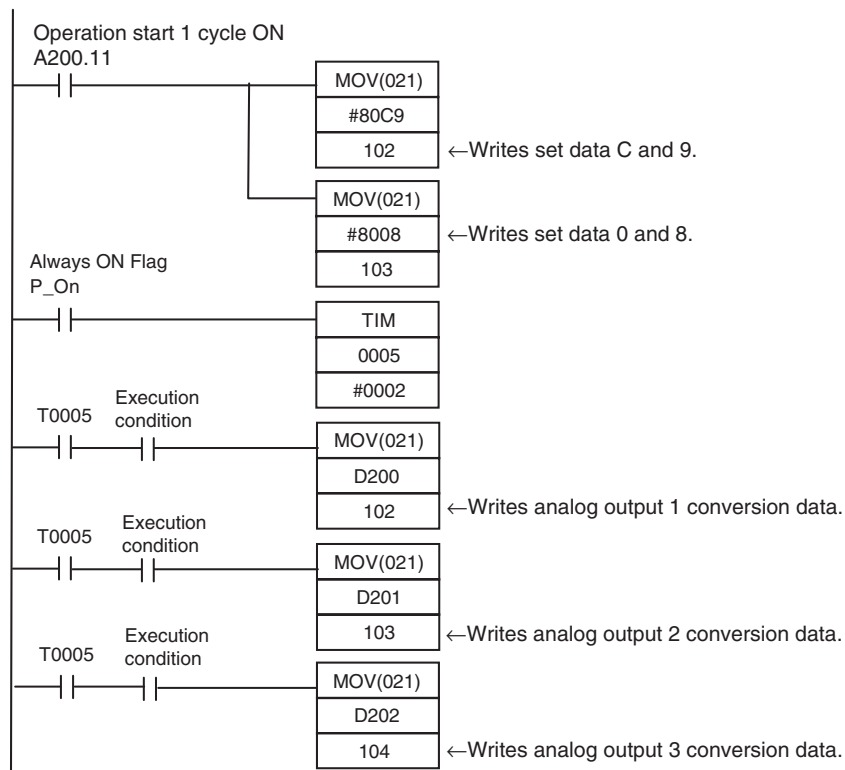 Operation start 1 cycle ON
A200.11
MOV(021)
#80C9
102 ←Writes set data C and 9.
MOV(021)
#8008 ←Writes set data 0 and 8.
103
Always ON Flag
P_On
TIM
0005
#0002
T0005 Execution
condition
MOV(021)
D200
102 ←Writes analog output 1 conversion data.
T0005 Execution
condition
MOV(021)
D201
103 ←Writes analog output 2 conversion data.
T0005 Execution
condition
MOV(021)
D202
104 ←Writes analog output 3 conversion data.